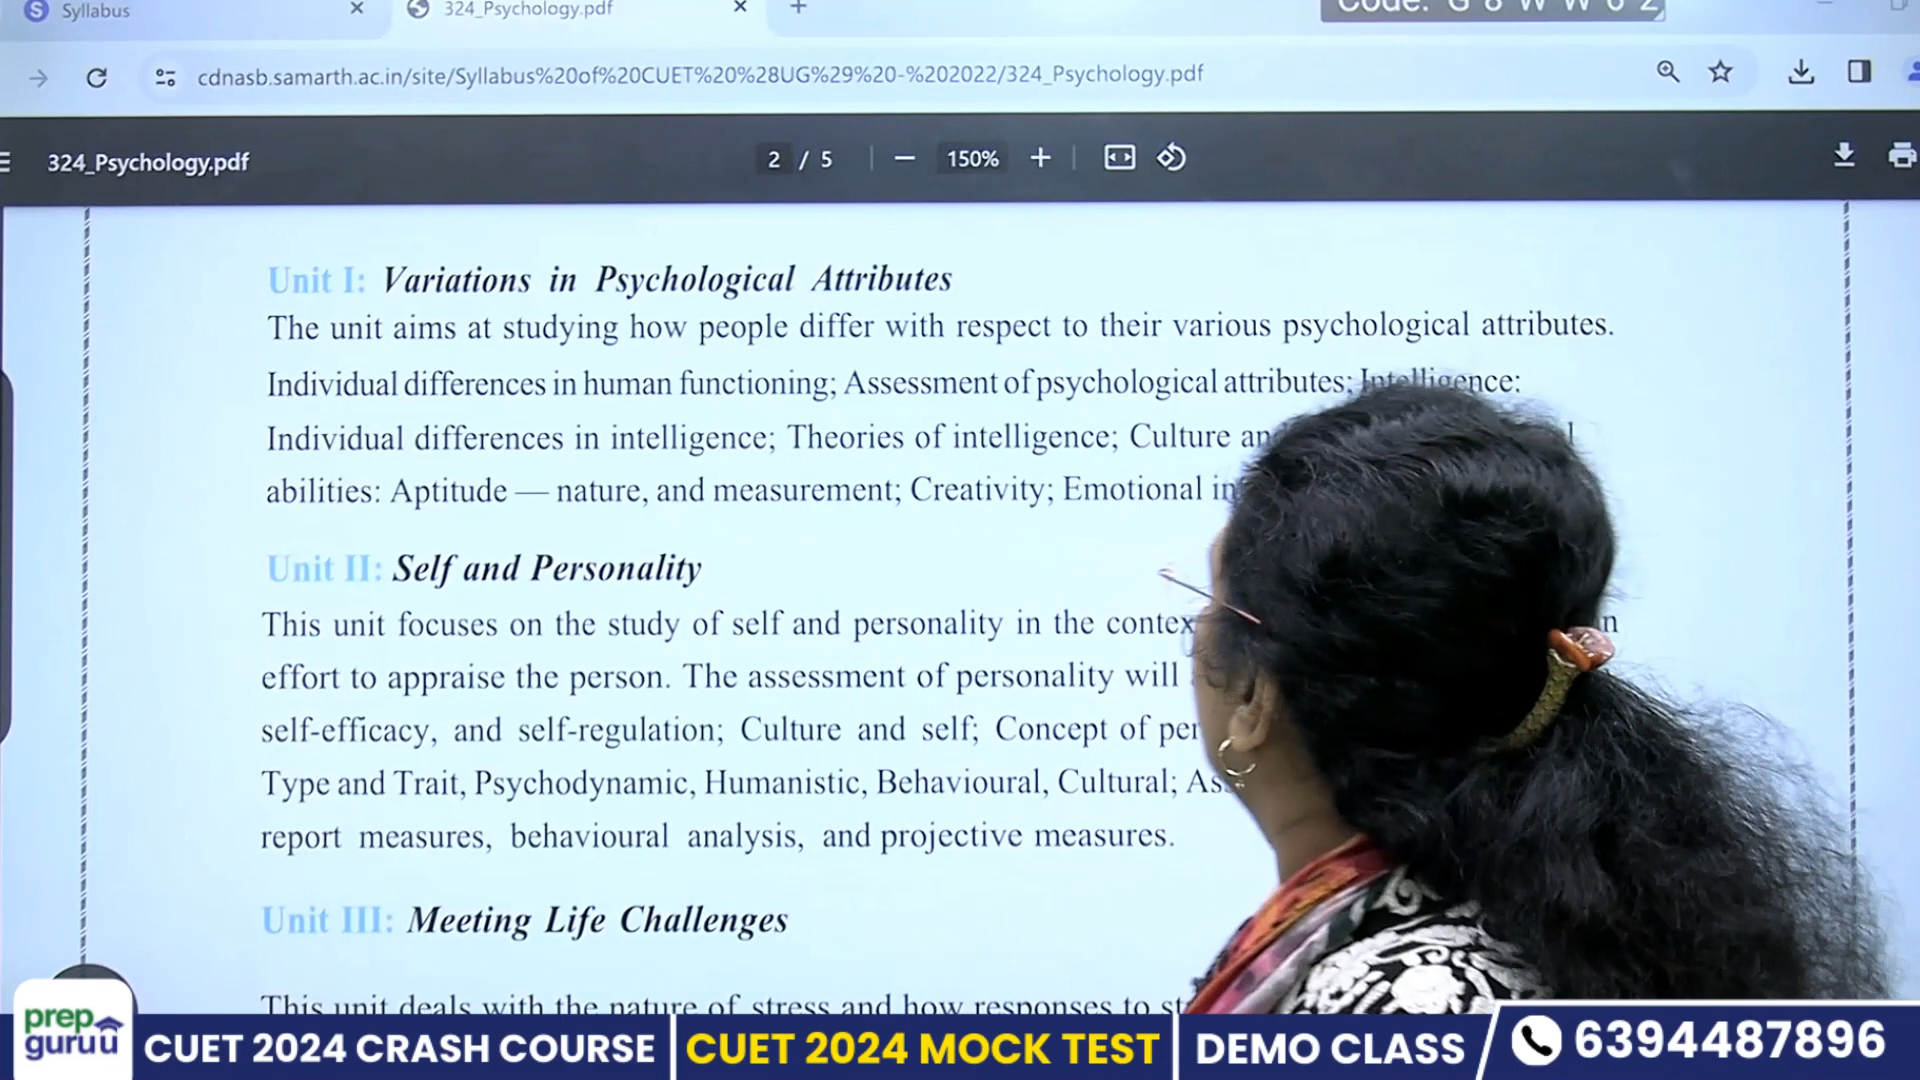 Syllabus
324_Psychology.pdf
Code: G 8 W W 0 2
cdnasb.samarth.ac.in/site/Syllabus%20of%20CUET%20%28UG%29%20-%202022/324_Psychology.pdf
324_Psychology.pdf
2 / 5
150%
Unit I: Variations in Psychological Attributes
The unit aims at studying how people differ with respect to their various psychological attributes.
Individual differences in human functioning; Assessment of psychological attributes; Intelligence:
Individual differences in intelligence; Theories of intelligence; Culture
abilities: Aptitude — nature, and measurement; Creativity; Emotional
Unit II: Self and Personality
This unit focuses on the study of self and personality in the
effort to appraise the person. The assessment of personality will
self-efficacy, and self-regulation; Culture and self; Concept of
Type and Trait, Psychodynamic, Humanistic, Behavioural, Cultural;
report measures, behavioural analysis, and projective measures.
Unit III: Meeting Life Challenges
This unit deals with the nature of stress and how responses to
prep
guruu
CUET 2024 CRASH COURSE
CUET 2024 MOCK TEST
DEMO CLASS
6394487896